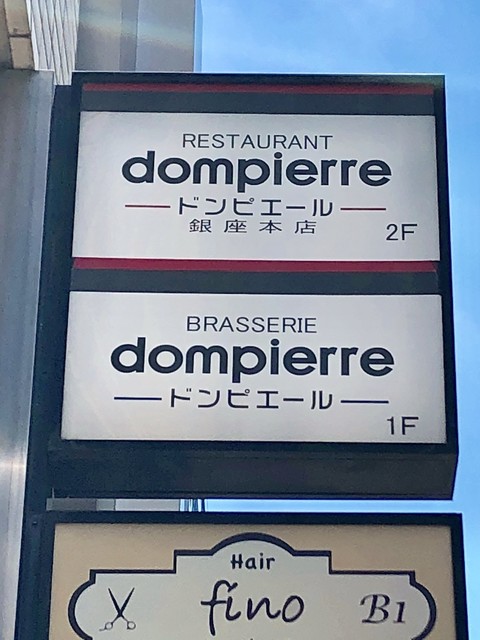 RESTAURANT
dompierre
ドンピエール
銀座本店
2F
BRASSERIE
dompierre
ドンピエール
1F
Hair
fino
B1